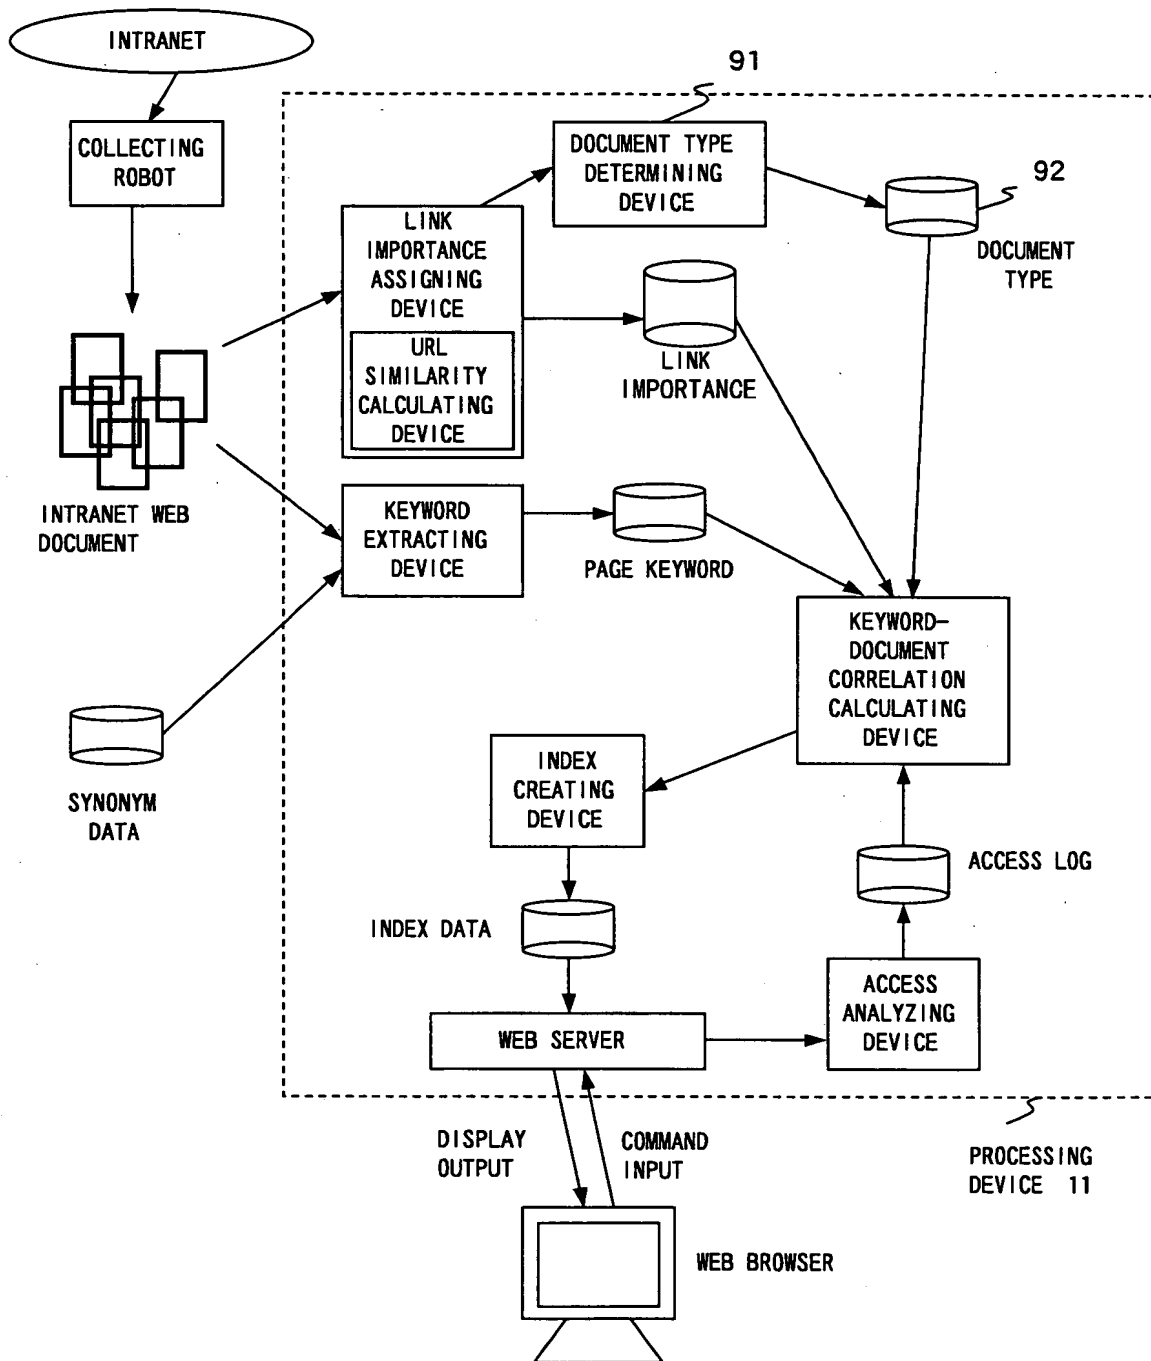 INTRANET
COLLECTING
ROBOT
91
DOCUMENT TYPE
DETERMINING
DEVICE
92
DOCUMENT
TYPE
LINK
IMPORTANCE
ASSIGNING
DEVICE
URL
SIMILARITY
CALCULATING
DEVICE
LINK
IMPORTANCE
INTRANET WEB
DOCUMENT
KEYWORD
EXTRACTING
DEVICE
PAGE KEYWORD
KEYWORD-
DOCUMENT
CORRELATION
CALCULATING
DEVICE
SYNONYM
DATA
INDEX
CREATING
DEVICE
ACCESS LOG
INDEX DATA
ACCESS
ANALYZING
DEVICE
WEB SERVER
DISPLAY
OUTPUT
COMMAND
INPUT
PROCESSING
DEVICE 11
WEB BROWSER